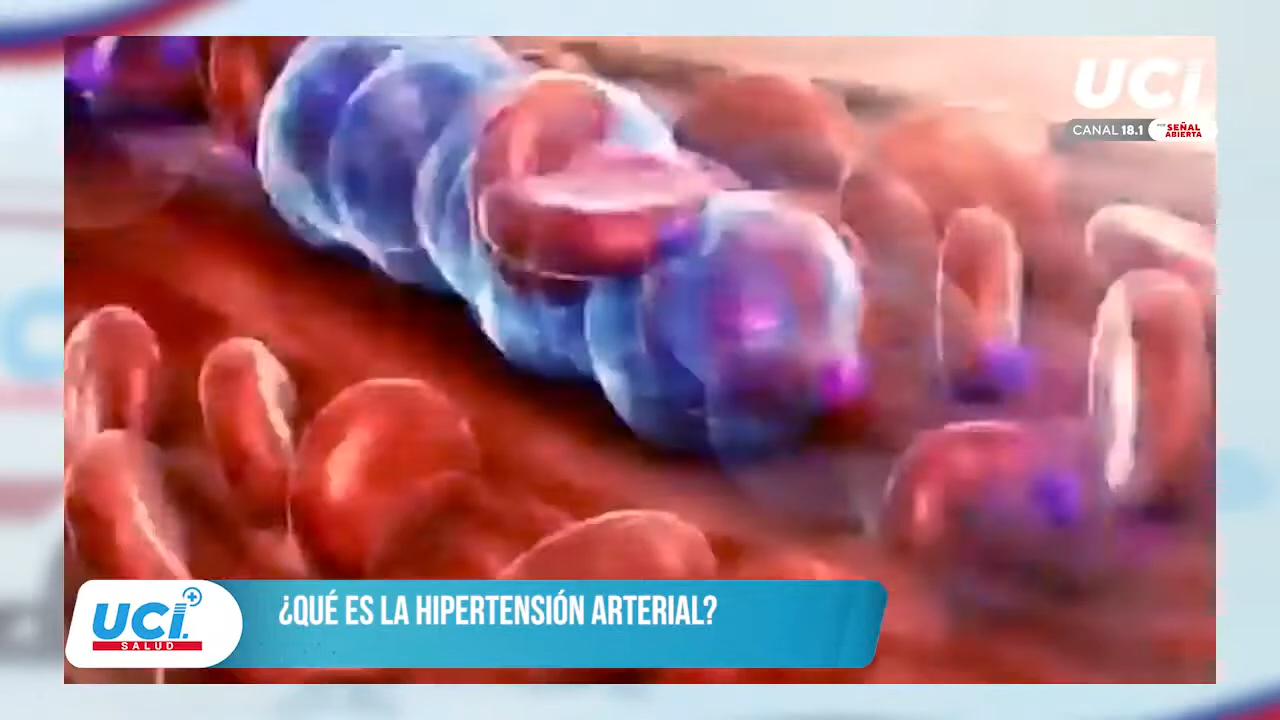 UCI
CANAL 18.1 SEÑAL ABIERTA
¿QUÉ ES LA HIPERTENSIÓN ARTERIAL?
UCI.
SALUD